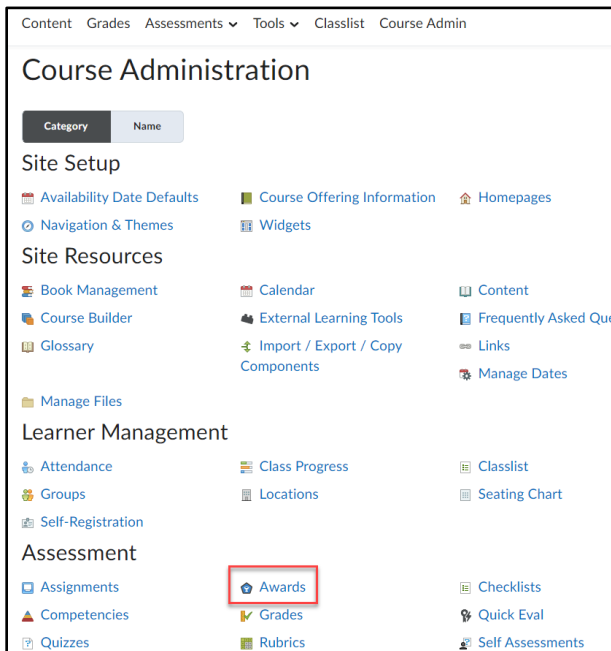 Content Grades Assessments Tools Classlist Course Admin
Course Administration
Category Name
Site Setup
Availability Date Defaults Course Offering Information Homepages
Navigation & Themes Widgets
Site Resources
Book Management Calendar Content
Course Builder External Learning Tools Frequently Asked Que
Glossary Import / Export / Copy Components Links
Manage Dates
Manage Files
Learner Management
Attendance Class Progress Classlist
Groups Locations Seating Chart
Self-Registration
Assessment
Assignments Awards Checklists
Competencies Grades Quick Eval
Quizzes Rubrics Self Assessments